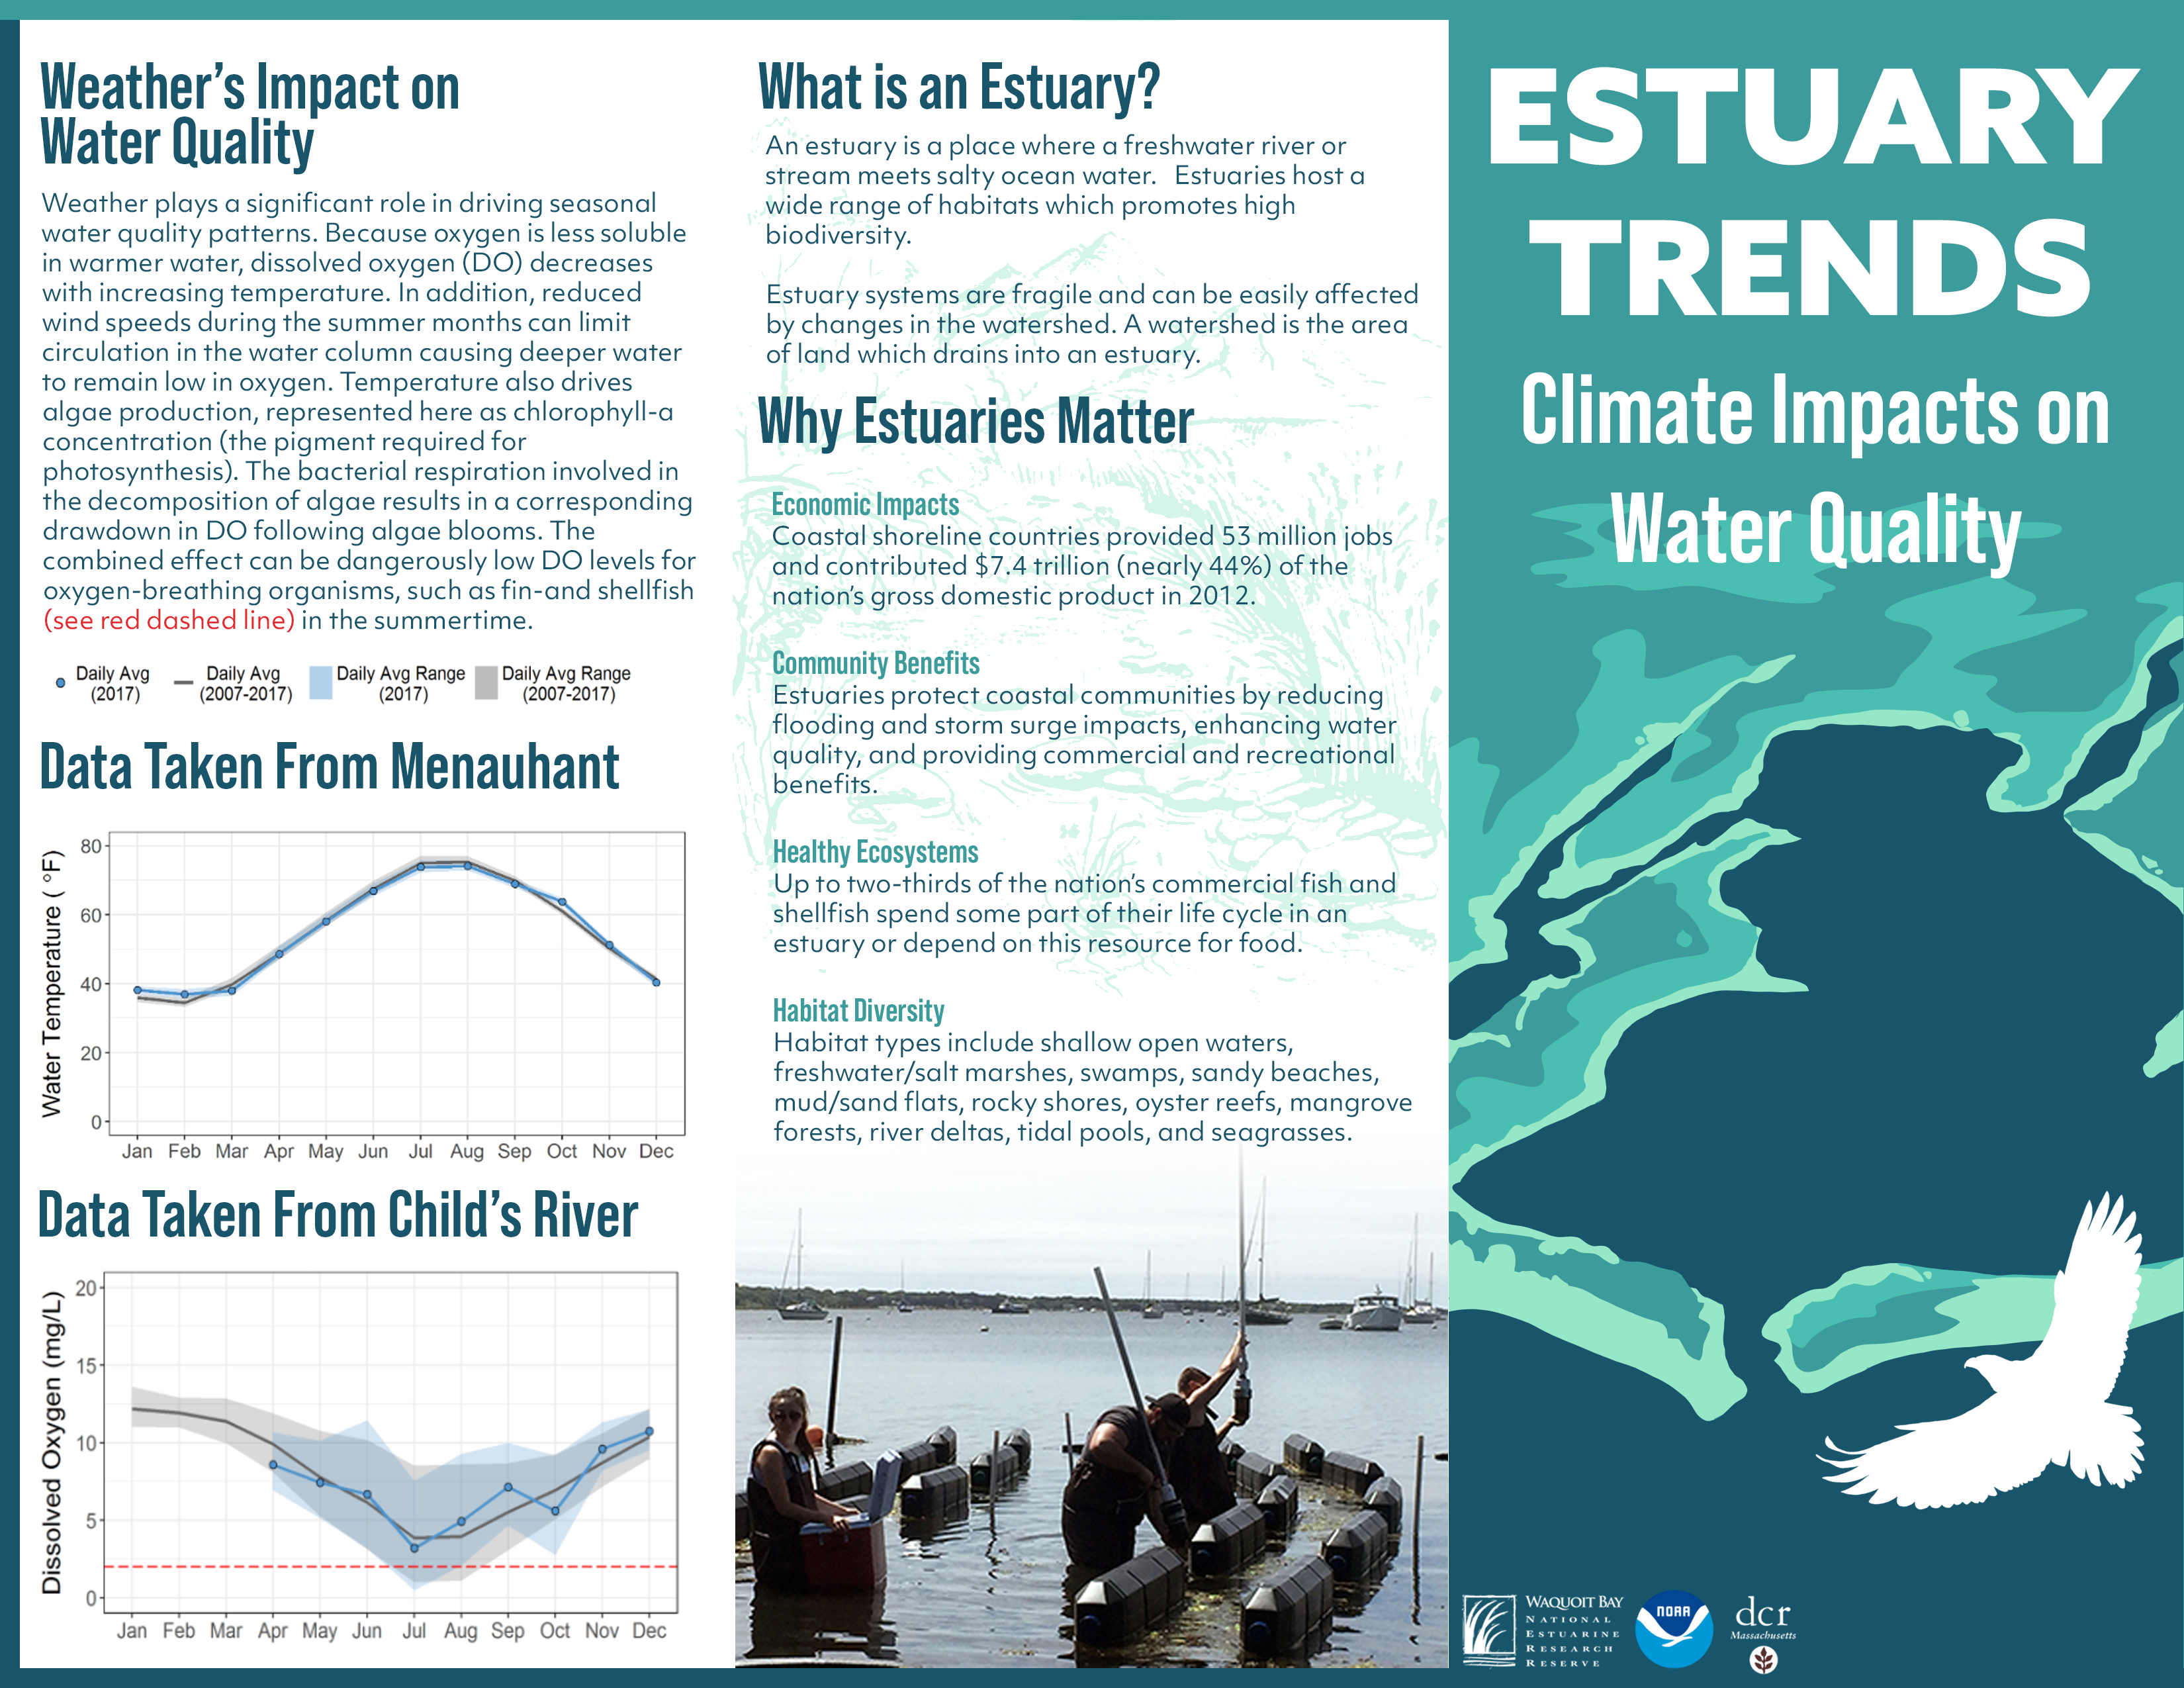 Weather's Impact on
Water Quality
Weather plays a significant role in driving seasonal
water quality patterns. Because oxygen is less soluble
in warmer water, dissolved oxygen (DO) decreases
with increasing temperature. In addition, reduced
wind speeds during the summer months can limit
circulation in the water column causing deeper water
to remain low in oxygen. Temperature also drives
algae production, represented here as chlorophyll-a
concentration (the pigment required for
photosynthesis). The bacterial respiration involved in
the decomposition of algae results in a corresponding
drawdown in DO following algae blooms. The
combined effect can be dangerously low DO levels for
oxygen-breathing organisms, such as fin-and shellfish
(see red dashed line) in the summertime.
Daily Avg
(2017)
Daily Avg
(2007-2017)
Daily Avg Range
(2017)
Daily Avg Range
(2007-2017)
Data Taken From Menauhant
Water Temperature ( °F)
80
60
40
20
0
Jan Feb Mar Apr May Jun Jul Aug Sep Oct Nov Dec
Data Taken From Child's River
Dissolved Oxygen (mg/L)
20
15
10
5
0
Jan Feb Mar Apr May Jun Jul Aug Sep Oct Nov Dec
What is an Estuary?
An estuary is a place where a freshwater river or
stream meets salty ocean water. Estuaries host a
wide range of habitats which promotes high
biodiversity.
Estuary systems are fragile and can be easily affected
by changes in the watershed. A watershed is the area
of land which drains into an estuary.
Why Estuaries Matter
Economic Impacts
Coastal shoreline countries provided 53 million jobs
and contributed $7.4 trillion (nearly 44%) of the
nation's gross domestic product in 2012.
Community Benefits
Estuaries protect coastal communities by reducing
flooding and storm surge impacts, enhancing water
quality, and providing commercial and recreational
benefits.
Healthy Ecosystems
Up to two-thirds of the nation's commercial fish and
shellfish spend some part of their life cycle in an
estuary or depend on this resource for food.
Habitat Diversity
Habitat types include shallow open waters,
freshwater/salt marshes, swamps, sandy beaches,
mud/sand flats, rocky shores, oyster reefs, mangrove
forests, river deltas, tidal pools, and seagrasses.
ESTUARY
TRENDS
Climate Impacts on
Water Quality
WAQUOIT BAY
NATIONAL
ESTUARINE
RESEARCH
RESERVE
NOAA
dcr
Massachusetts